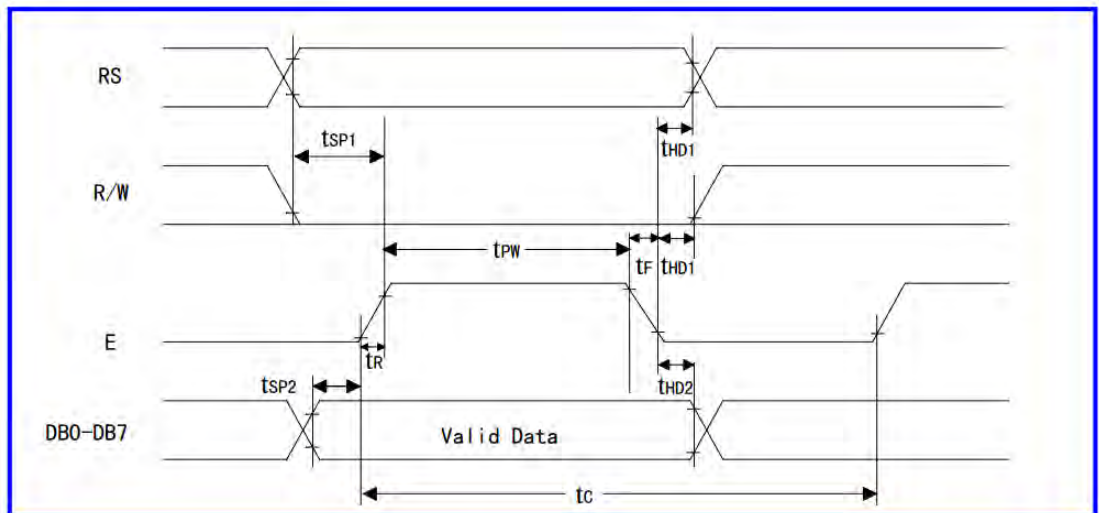 RS
tSP1
tHD1
R/W
tPW
tF
tHD1
E
tR
tSP2
tHD2
DB0-DB7
Valid Data
tC